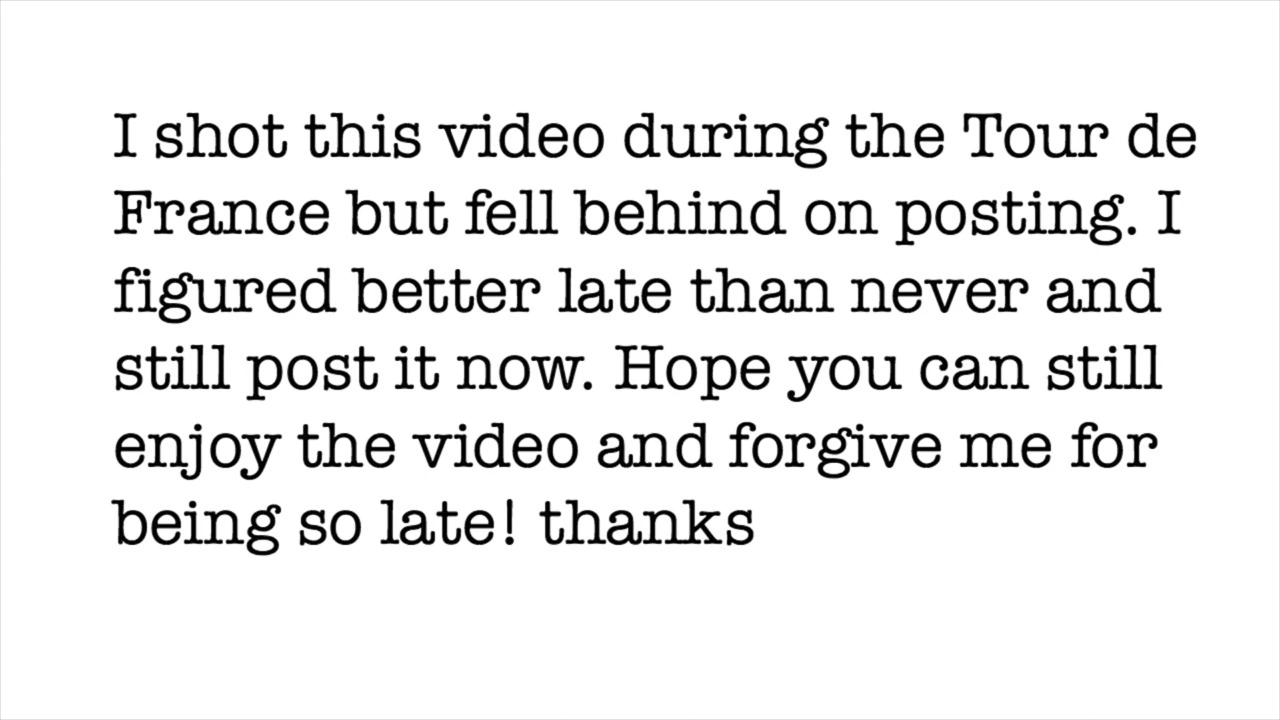 I shot this video during the Tour de
France but fell behind on posting. I
figured better late than never and
still post it now. Hope you can still
enjoy the video and forgive me for
being so late! thanks